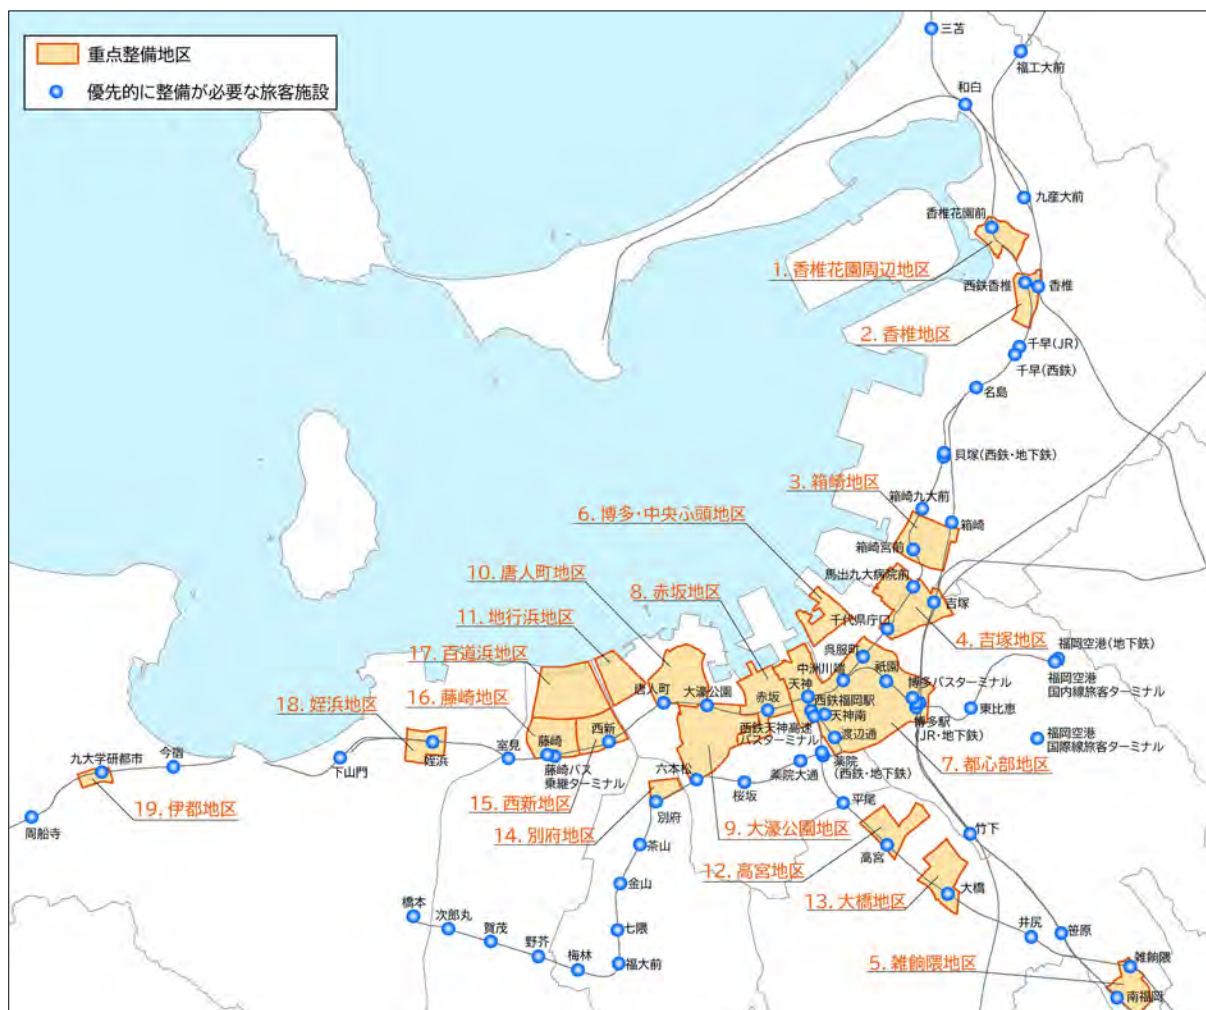 重点整備地区
優先的に整備が必要な旅客施設
三苫
福工大前
和白
九産大前
香椎花園前
1. 香椎花園周辺地区
西鉄香椎
香椎
2. 香椎地区
千早(JR)
千早(西鉄)
名島
貝塚(西鉄・地下鉄)
3. 箱崎地区
箱崎九大前
箱崎
6. 博多・中央ふ頭地区
箱崎宮前
馬出九大病院前
10. 唐人町地区
8. 赤坂地区
吉塚
千代県庁口
11. 地行浜地区
4. 吉塚地区
呉服町
福岡空港(地下鉄)
17. 百道浜地区
中洲川端
祇園
福岡空港
国内線旅客ターミナル
博多バスターミナル
16. 藤崎地区
唐人町
大濠公園
天神
18. 姪浜地区
赤坂
西鉄福岡駅
東比恵
天神南
博多駅
(JR・地下鉄)
西鉄天神高速
バスターミナル
西新
渡辺通
福岡空港
国際線旅客ターミナル
九大学研都市
今宿
下山門
姪浜
室見
藤崎
藤崎バス
乗継ターミナル
六本松
薬院大通
薬院
(西鉄・地下鉄)
7. 都心部地区
桜坂
19. 伊都地区
15. 西新地区
周船寺
別府
平尾
14. 別府地区
9. 大濠公園地区
竹下
茶山
高宮
12. 高宮地区
金山
大橋
13. 大橋地区
橋本
次郎丸
賀茂
野芥
梅林
七隈
福大前
井尻
笹原
5. 雑餉隈地区
雑餉隈
南福岡